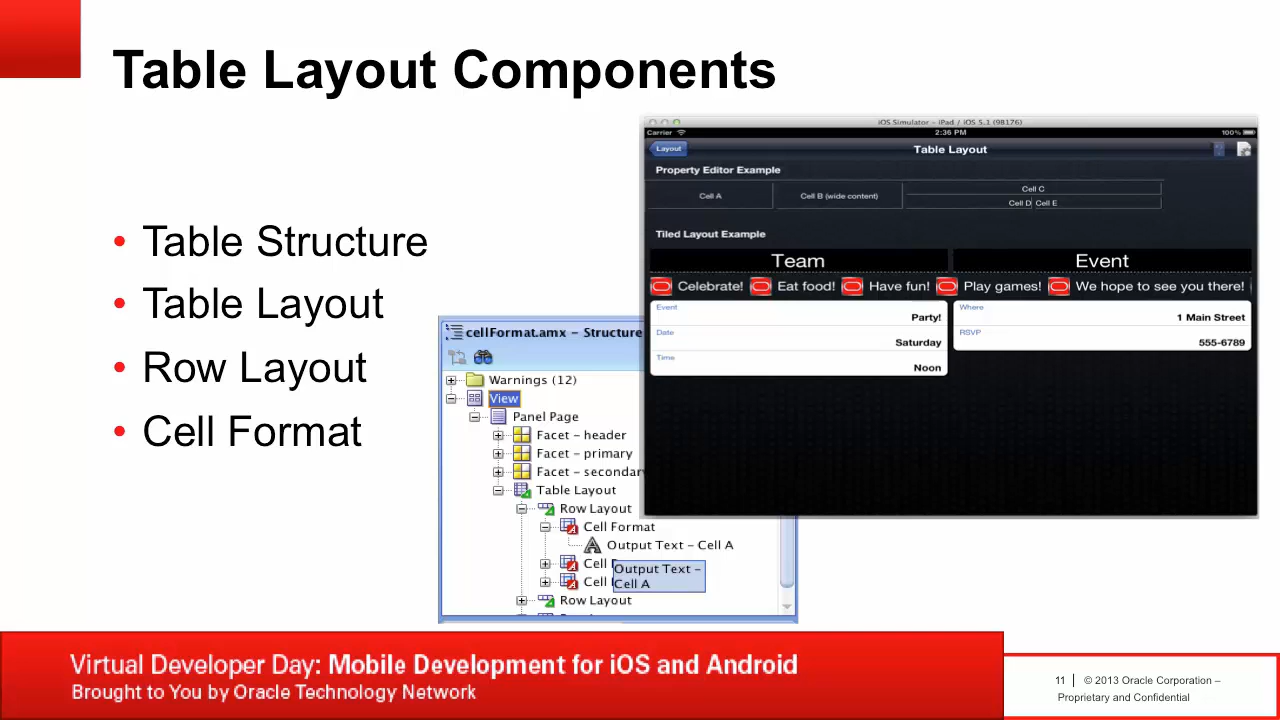 Table Layout Components
• Table Structure
• Table Layout
• Row Layout
• Cell Format
cellFormat.amx – Structure
Warnings (12)
View
Panel Page
Facet – header
Facet – primary
Facet – secondary
Table Layout
Row Layout
Cell Format
Output Text – Cell A
Cell
Output Text –
Cell A
Cell
Row Layout
iOS Simulator – iPad / iOS 5.1 (9B176)
Carrier 2:36 PM 100%
Layout Table Layout
Property Editor Example
Cell A Cell B (wide content) Cell C
Cell D Cell E
Tiled Layout Example
Team Event
Celebrate! Eat food! Have fun! Play games! We hope to see you there!
Event Where
Party! 1 Main Street
Date RSVP
Saturday 555-6789
Time
Noon
Virtual Developer Day: Mobile Development for iOS and Android
Brought to You by Oracle Technology Network
11 | © 2013 Oracle Corporation –
Proprietary and Confidential